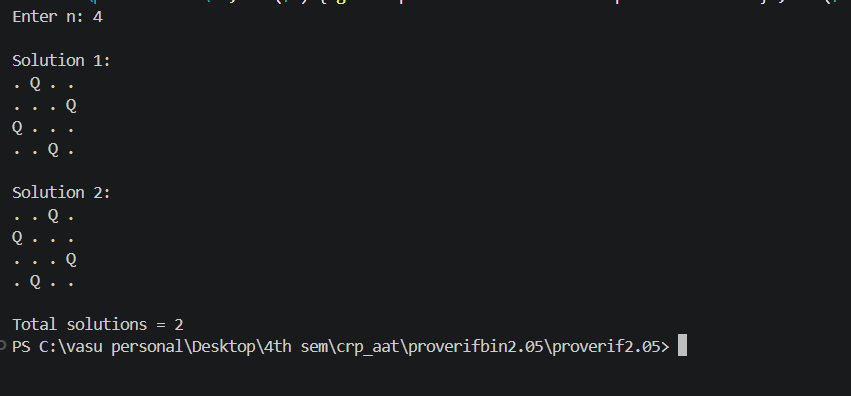 Enter n: 4
Solution 1:
. Q . .
. . . Q
Q . . .
. . Q .
Solution 2:
. . Q .
Q . . .
. . . Q
. Q . .
Total solutions = 2
PS C:\vasu personal\Desktop\4th sem\crp_aat\proverifbin2.05\proverif2.05>